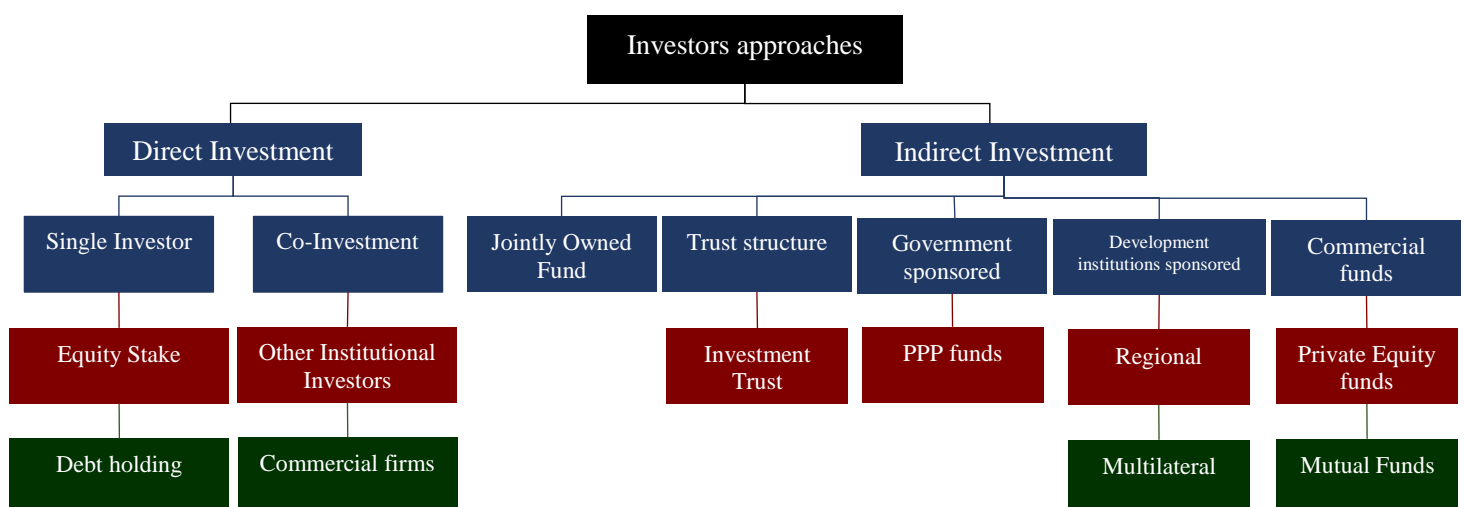 Investors approaches
Direct Investment
Indirect Investment
Single Investor
Co-Investment
Jointly Owned
Fund
Trust structure
Government
sponsored
Development
institutions sponsored
Commercial
funds
Equity Stake
Other Institutional
Investors
Investment
Trust
PPP funds
Regional
Private Equity
funds
Debt holding
Commercial firms
Multilateral
Mutual Funds